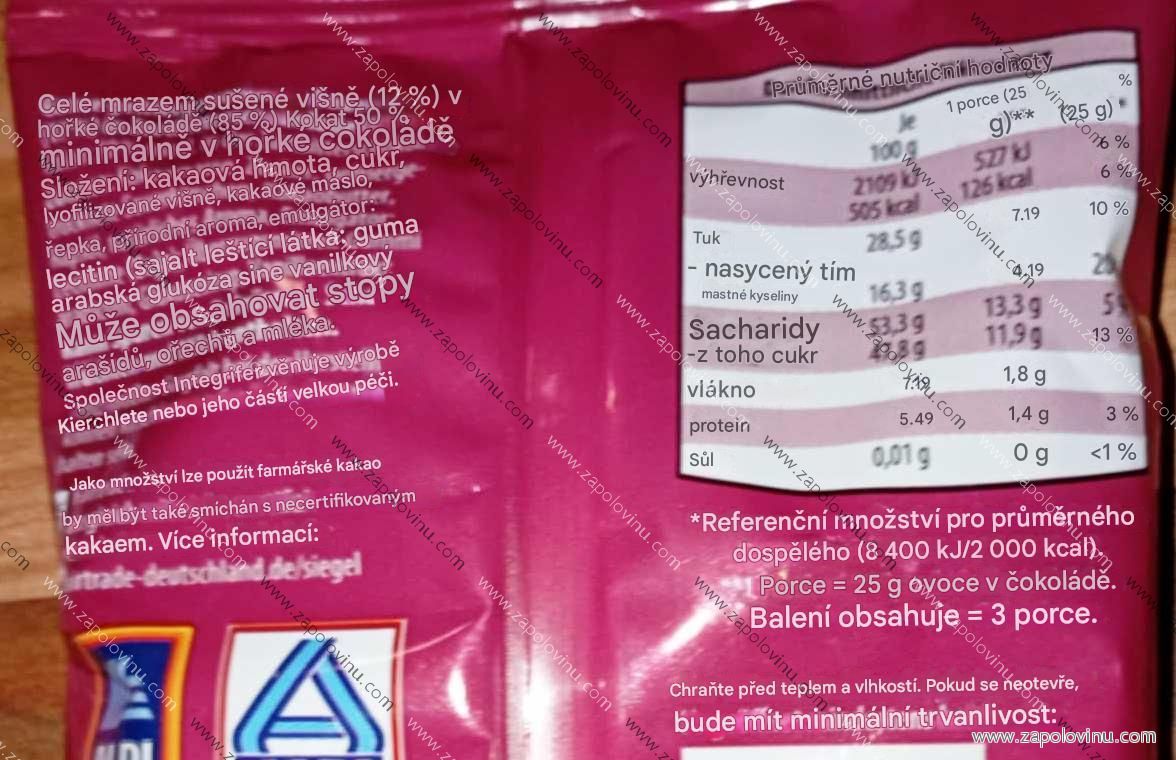 Celé mrazem sušené višně (12 %) v
hořké čokoládě (85 %) Kokat 50 %
minimálně v hořké čokoládě
Složení: kakaová hmota, cukr,
lyofilizované višně, kakaové máslo,
řepka, přírodní aroma, emulgátor:
lecitin (sajalt lešticí látka: guma
arabská glukóza sine vanilkový
Může obsahovat stopy
arašídů, ořechů a mléka.
Společnost Integrifer věnuje výrobě
Kierchlete nebo jeho části velkou péči.
Jako množství lze použít farmářské kakao
by měl být také smíchán s necertifikovaným
kakaem. Více informací:
rtrade-deutschland.de/siegel
Průměrné nutriční hodnoty
Je 1 porce (25 %
100 g g)** (25 g) *
výhřevnost 2109 kJ 527 kJ 6 %
505 kcal 126 kcal 6 %
Tuk 28,5 g 7.19 10 %
- nasycený tím
mastné kyseliny 16,3 g 4.19
Sacharidy 53,3 g 13,3 g
-z toho cukr 11,9 g 13 %
vlákno 7.19 1,8 g
protein 5.49 1,4 g 3 %
Sůl 0,01 g 0 g <1 %
*Referenční množství pro průměrného
dospělého (8 400 kJ/2 000 kcal).
Porce = 25 g ovoce v čokoládě.
Balení obsahuje = 3 porce.
Chraňte před teplem a vlhkostí. Pokud se neotevře,
bude mít minimální trvanlivost:
www.zapolovinu.com